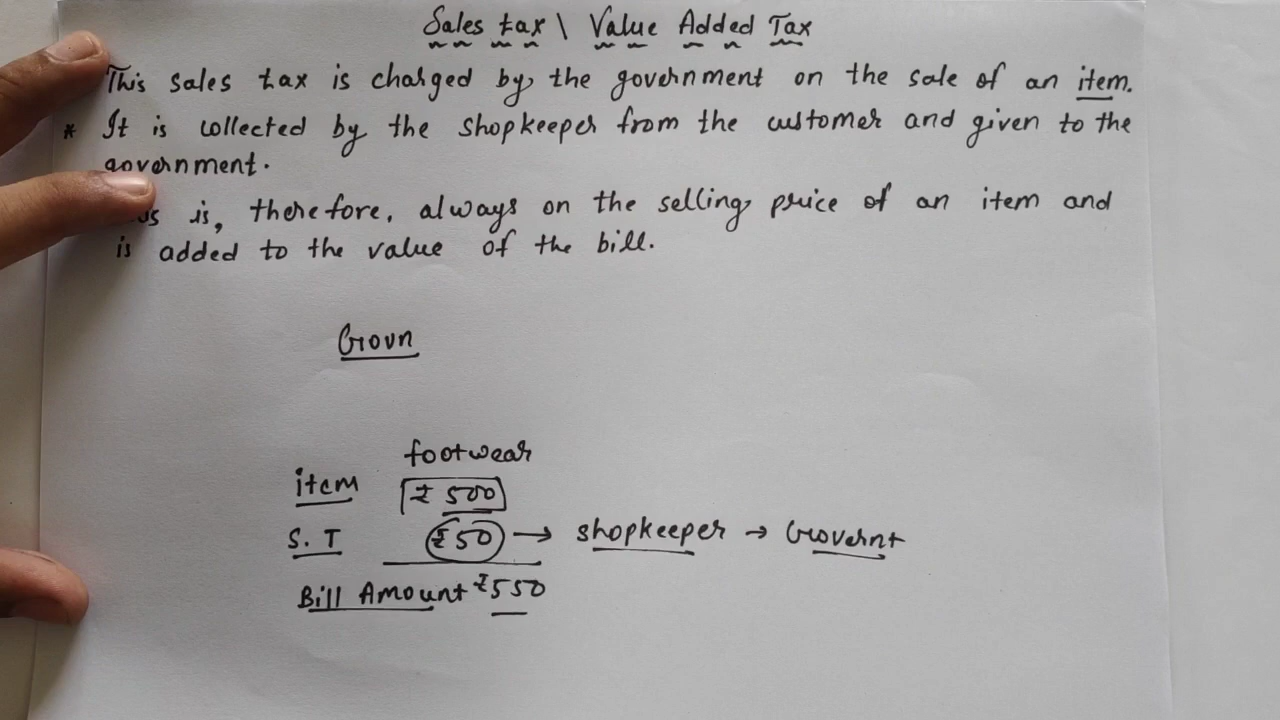 Sales tax \ Value Added Tax
This sales tax is charged by the government on the sale of an item.
* It is collected by the shopkeeper from the customer and given to the
government.
is, therefore, always on the selling price of an item and
is added to the value of the bill.
Govn
footwear
item ₹ 500
S.T ₹50 → shopkeeper → Governt
Bill Amount ₹550